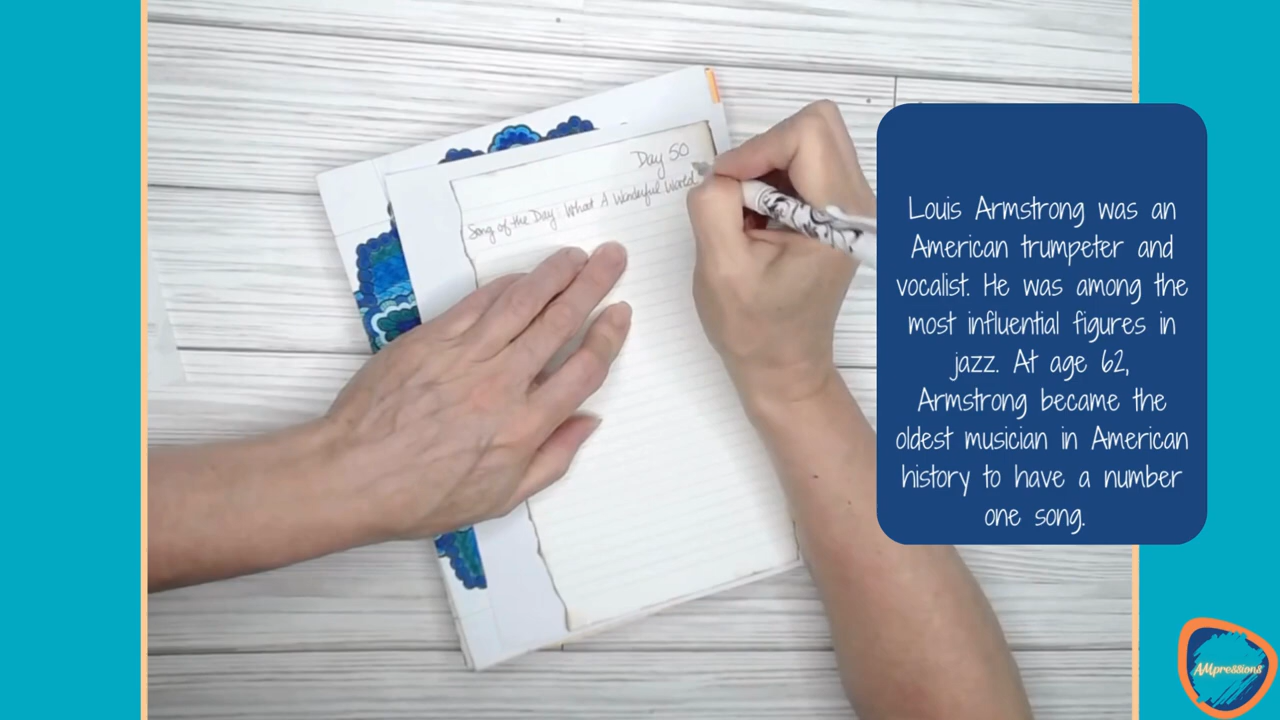 Day 50
Song of the Day: What A Wonderful World
Louis Armstrong was an
American trumpeter and
vocalist. He was among the
most influential figures in
jazz. At age 62,
Armstrong became the
oldest musician in American
history to have a number
one song.
AMpressions